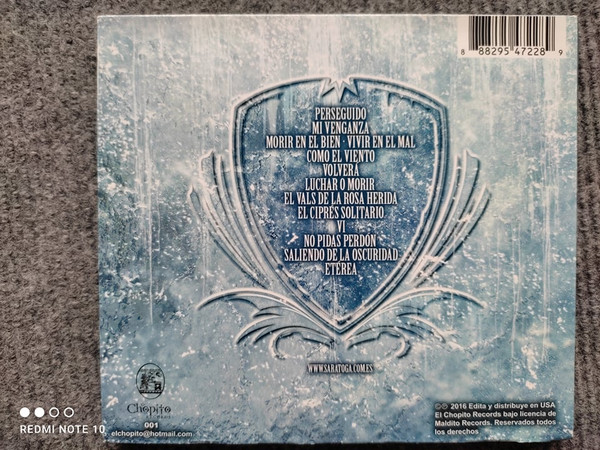 8 88295 47228 9
PERSEGUIDO
MI VENGANZA
MORIR EN EL BIEN · VIVIR EN EL MAL
COMO EL VIENTO
VOLVERÁ
LUCHAR O MORIR
EL VALS DE LA ROSA HERIDA
EL CIPRÉS SOLITARIO
VI
NO PIDAS PERDÓN
SALIENDO DE LA OSCURIDAD
ETÉREA
WWW.SARATOGA.COM.ES
Chopito
001
elchopito@hotmail.com
℗© 2016 Edita y distribuye en USA
El Chopito Records bajo licencia de
Maldito Records. Reservados todos
los derechos
REDMI NOTE 10